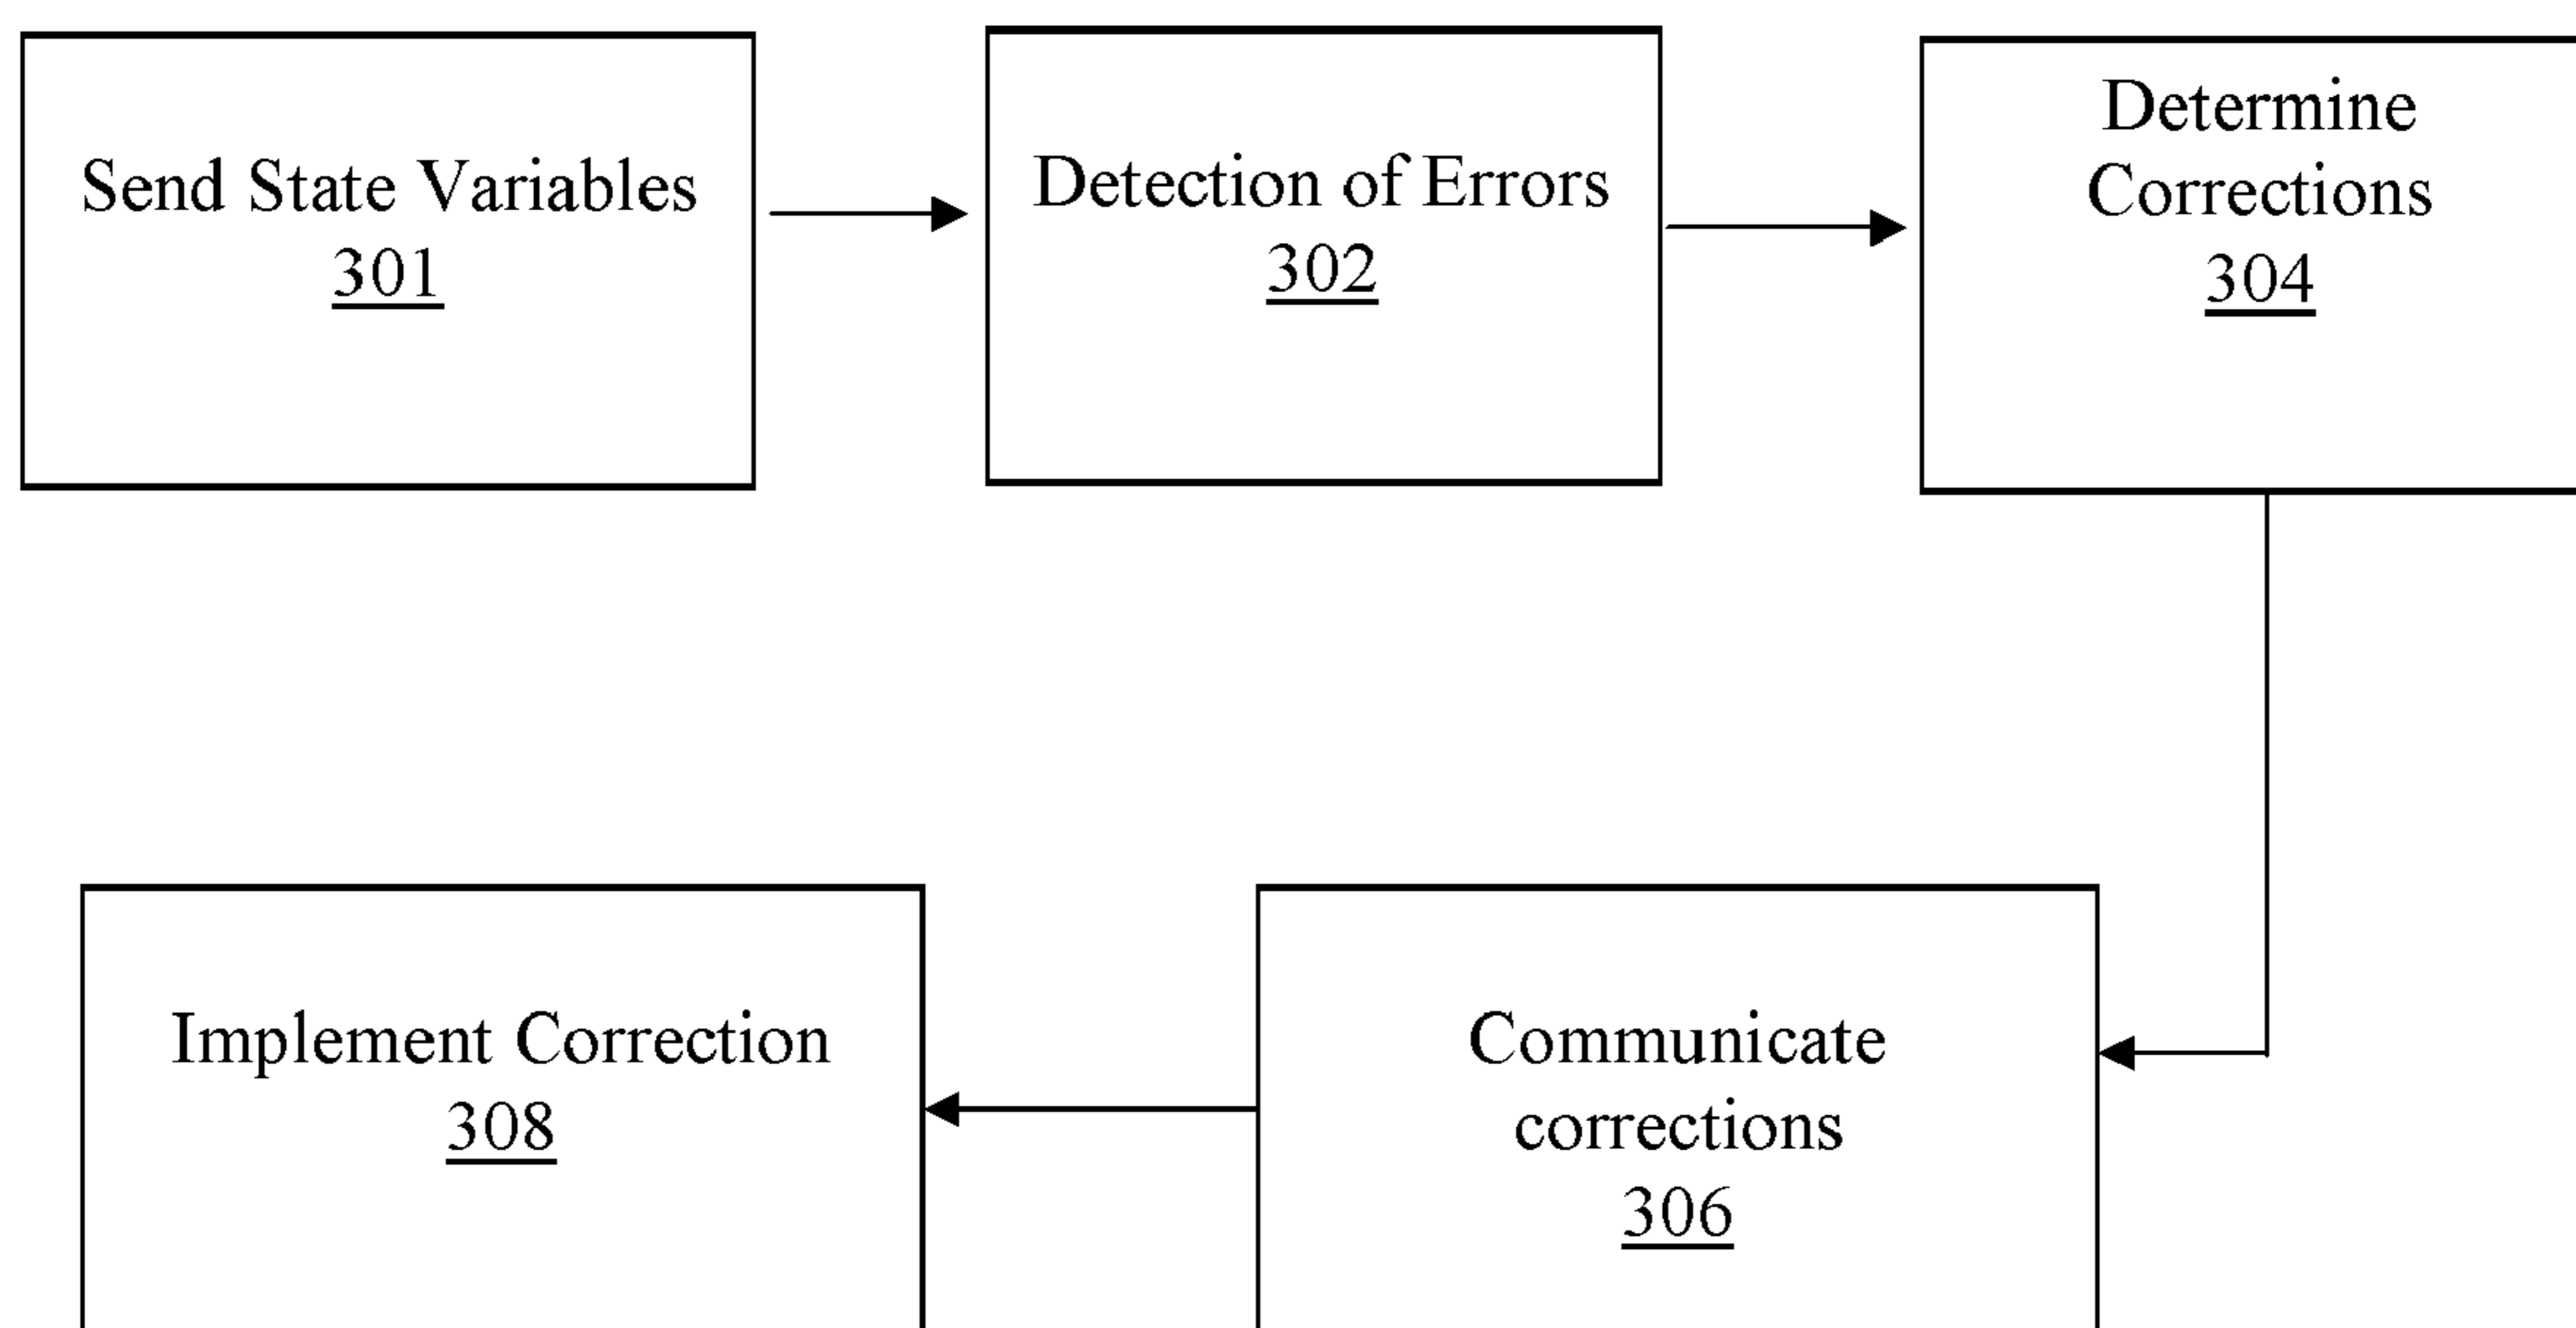 Send State Variables
301
Detection of Errors
302
Determine
Corrections
304
Implement Correction
308
Communicate
corrections
306